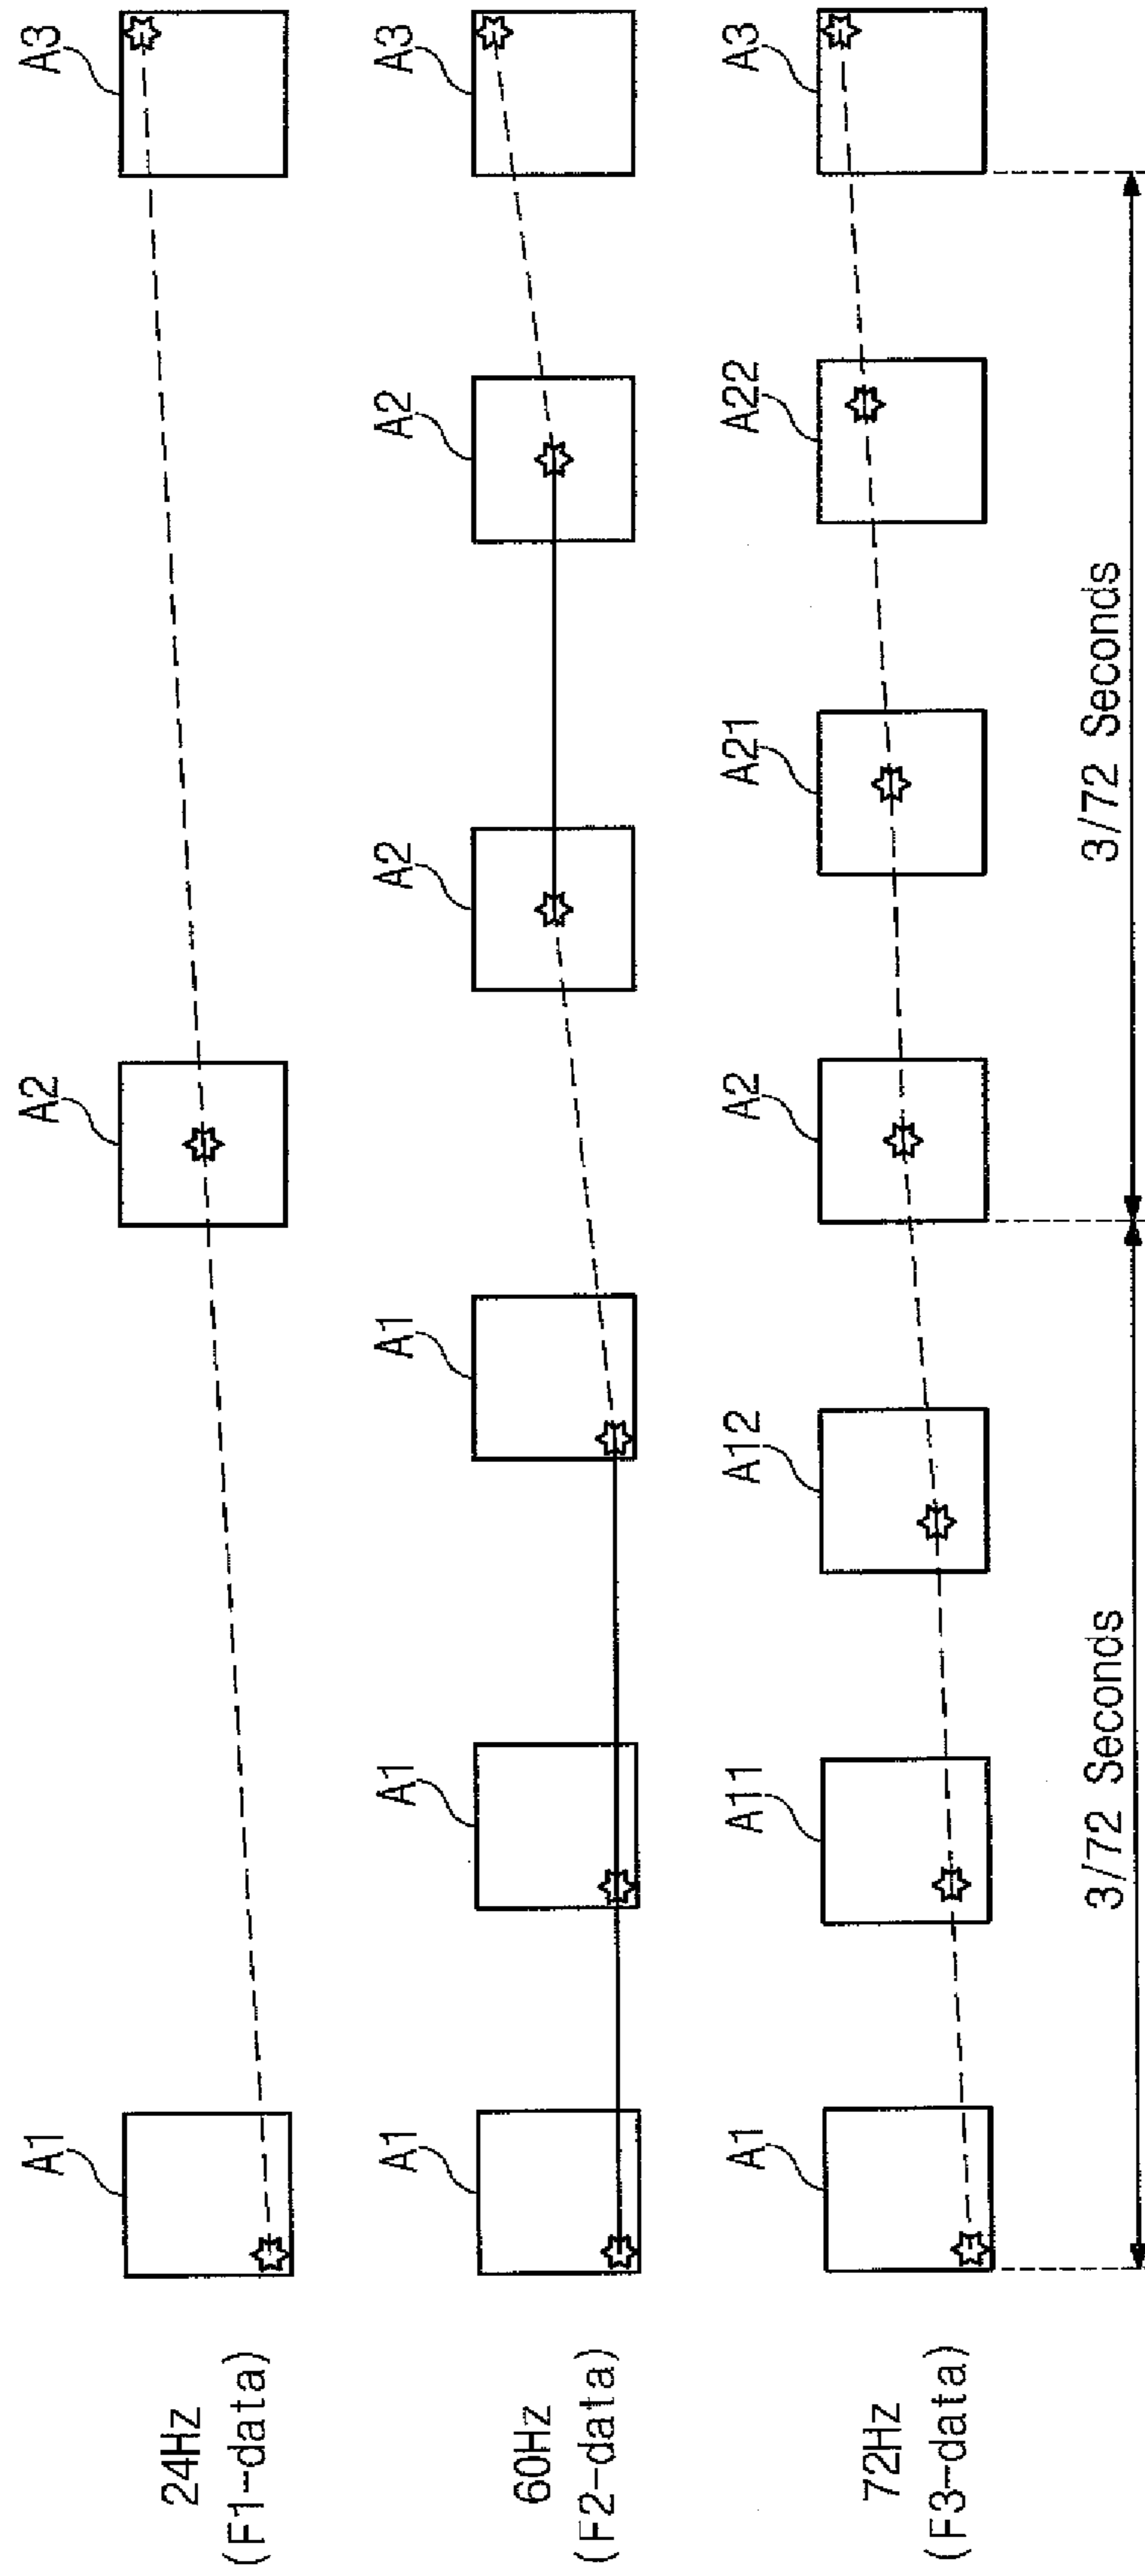 24Hz
(F1-data)
A1
A2
A3
60Hz
(F2-data)
A1
A1
A1
A2
A2
A3
72Hz
(F3-data)
A1
A11
A12
A2
A21
A22
A3
3/72 Seconds
3/72 Seconds